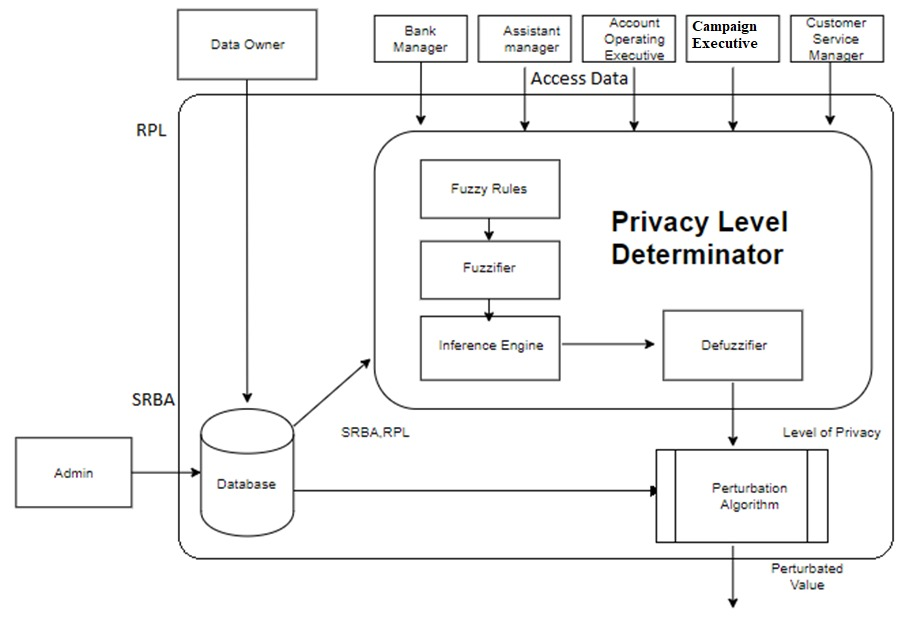 Data Owner
Bank
Manager
Assistant
manager
Account
Operating
Executive
Campaign
Executive
Customer
Service
Manager
Access Data
RPL
Fuzzy Rules
Privacy Level
Determinator
Fuzzifier
Inference Engine
Defuzzifier
SRBA
SRBA,RPL
Level of Privacy
Admin
Database
Perturbation
Algorithm
Perturbated
Value